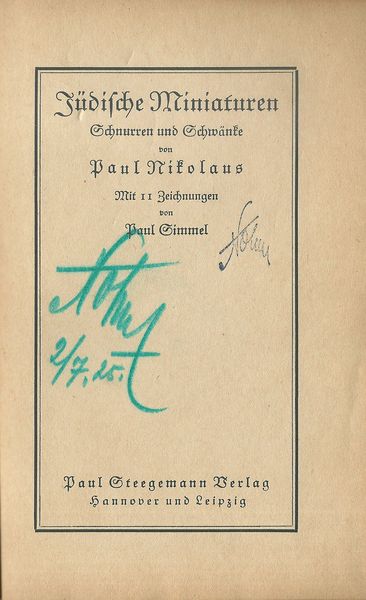 Jüdische Miniaturen
Schnurren und Schwänke
von
Paul Nikolaus
Mit 11 Zeichnungen
von
Paul Simmel
2/7.25.
Paul Steegemann Verlag
Hannover und Leipzig